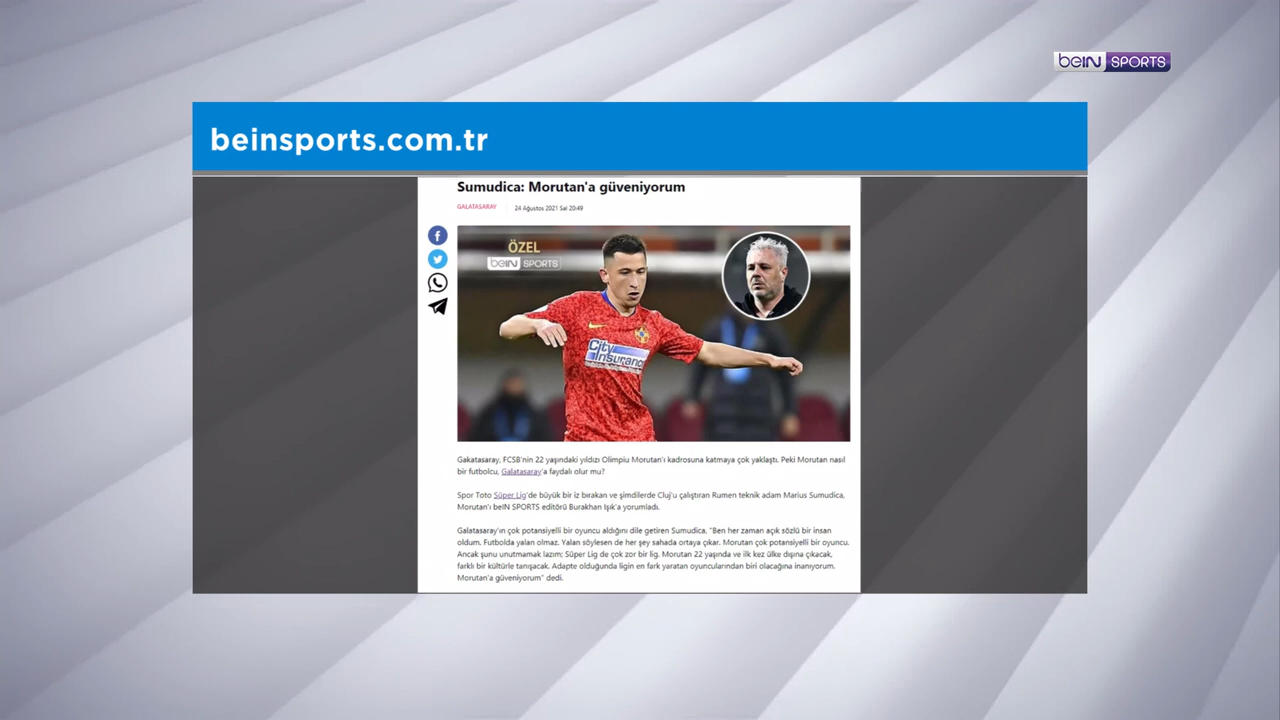 beIN SPORTS
beinsports.com.tr
Sumudica: Morutan'a güveniyorum
GALATASARAY 24 Ağustos 2021 Sal 20:49
ÖZEL
beIN SPORTS
City
Insurance
Gakatasaray, FCSB'nin 22 yaşındaki yıldızı Olimpiu Morutan'ı kadrosuna katmaya çok yaklaştı. Peki Morutan nasıl
bir futbolcu, Galatasaray'a faydalı olur mu?
Spor Toto Süper Lig'de büyük bir iz bırakan ve şimdilerde Cluj'u çalıştıran Rumen teknik adam Marius Sumudica,
Morutan'ı beIN SPORTS editörü Burakhan Işık'a yorumladı.
Galatasaray'ın çok potansiyelli bir oyuncu aldığını dile getiren Sumudica, "Ben her zaman açık sözlü bir insan
oldum. Futbolda yalan olmaz. Yalan söylesen de her şey sahada ortaya çıkar. Morutan çok potansiyelli bir oyuncu.
Ancak şunu unutmamak lazım; Süper Lig de çok zor bir lig. Morutan 22 yaşında ve ilk kez ülke dışına çıkacak,
farklı bir kültürle tanışacak. Adapte olduğunda ligin en fark yaratan oyuncularından biri olacağına inanıyorum.
Morutan'a güveniyorum" dedi.